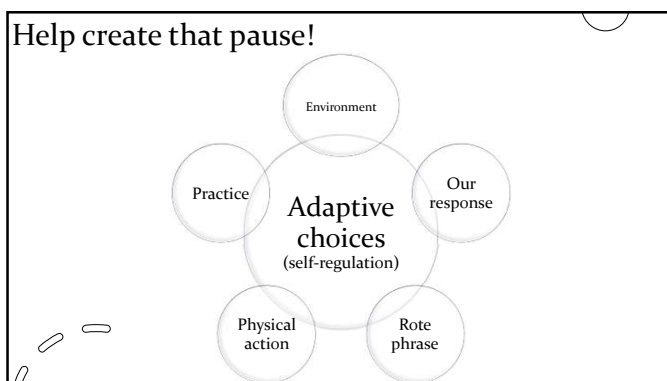 Help create that pause!
Environment
Practice
Our
response
Adaptive
choices
(self-regulation)
Physical
action
Rote
phrase